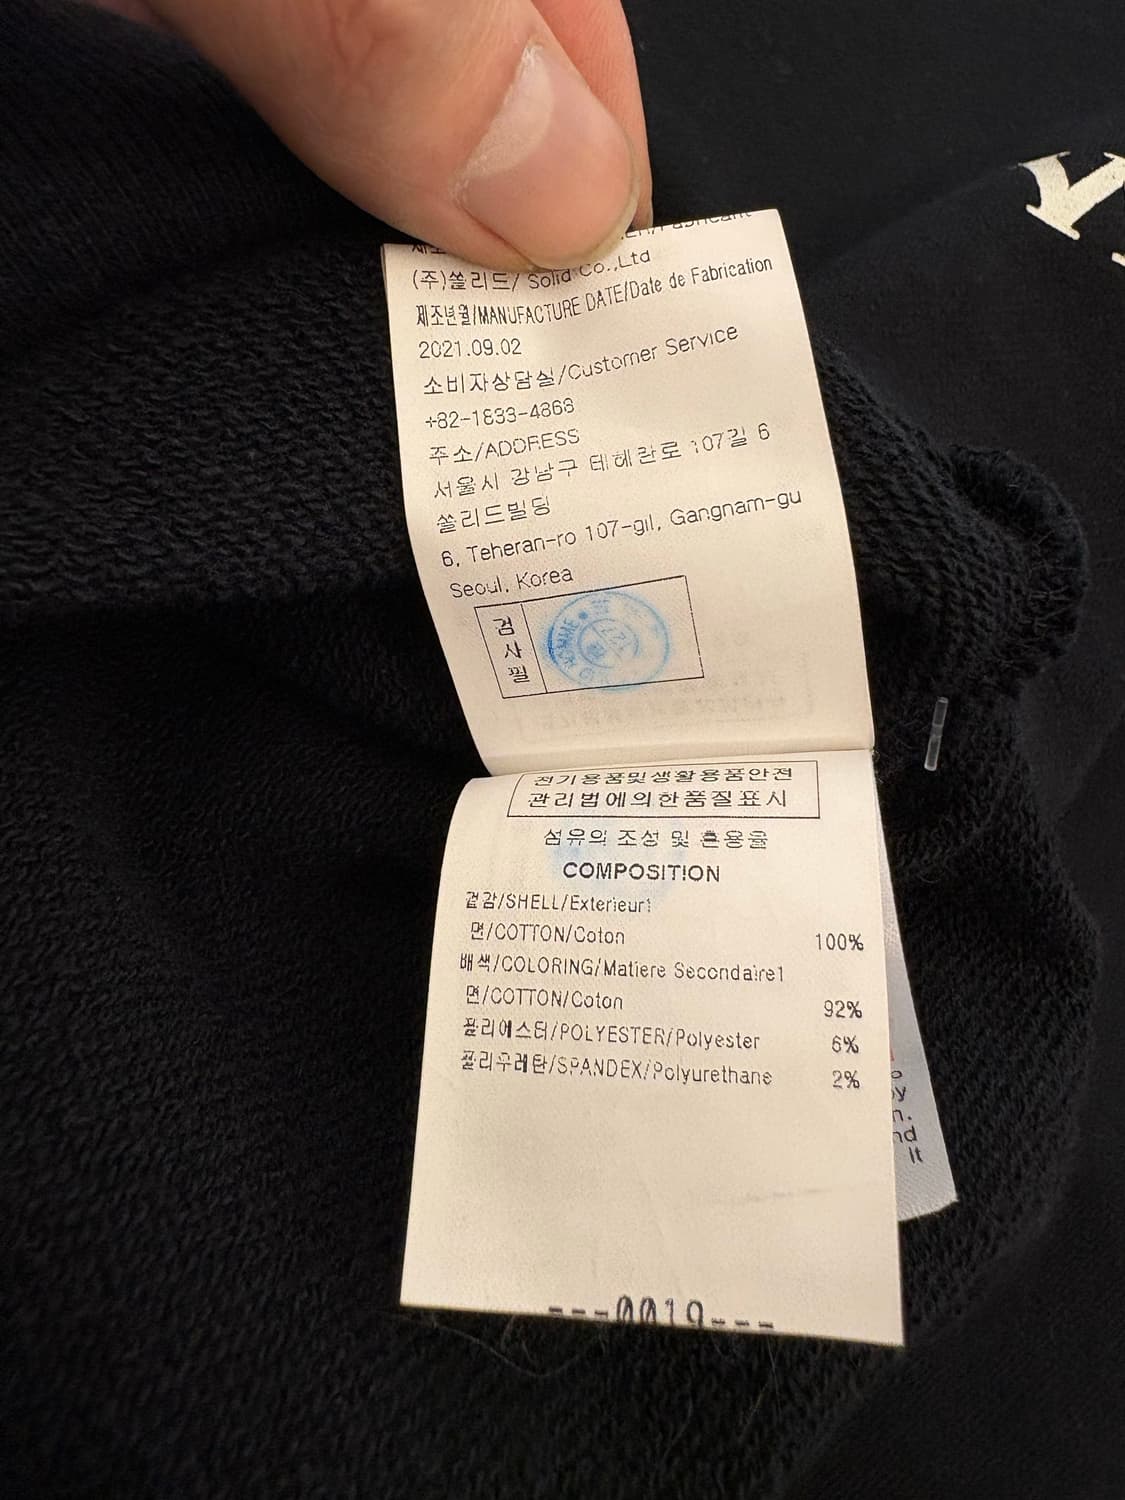 (주)쏠리드/ Solid Co.,Ltd
제조년월/MANUFACTURE DATE/Date de Fabrication
2021.09.02
소비자상담실/Customer Service
+82-1833-4868
주소/ADDRESS
서울시 강남구 테헤란로 107길 6
쏠리드빌딩
6, Teheran-ro 107-gil, Gangnam-gu
Seoul, Korea
검사필
전기용품및생활용품안전
관리법에의한품질표시
섬유의 조성 및 혼용율
COMPOSITION
겉감/SHELL/Exterieur1
면/COTTON/Coton 100%
배색/COLORING/Matiere Secondaire1
면/COTTON/Coton 92%
폴리에스터/POLYESTER/Polyester 6%
폴리우레탄/SPANDEX/Polyurethane 2%
---0019---